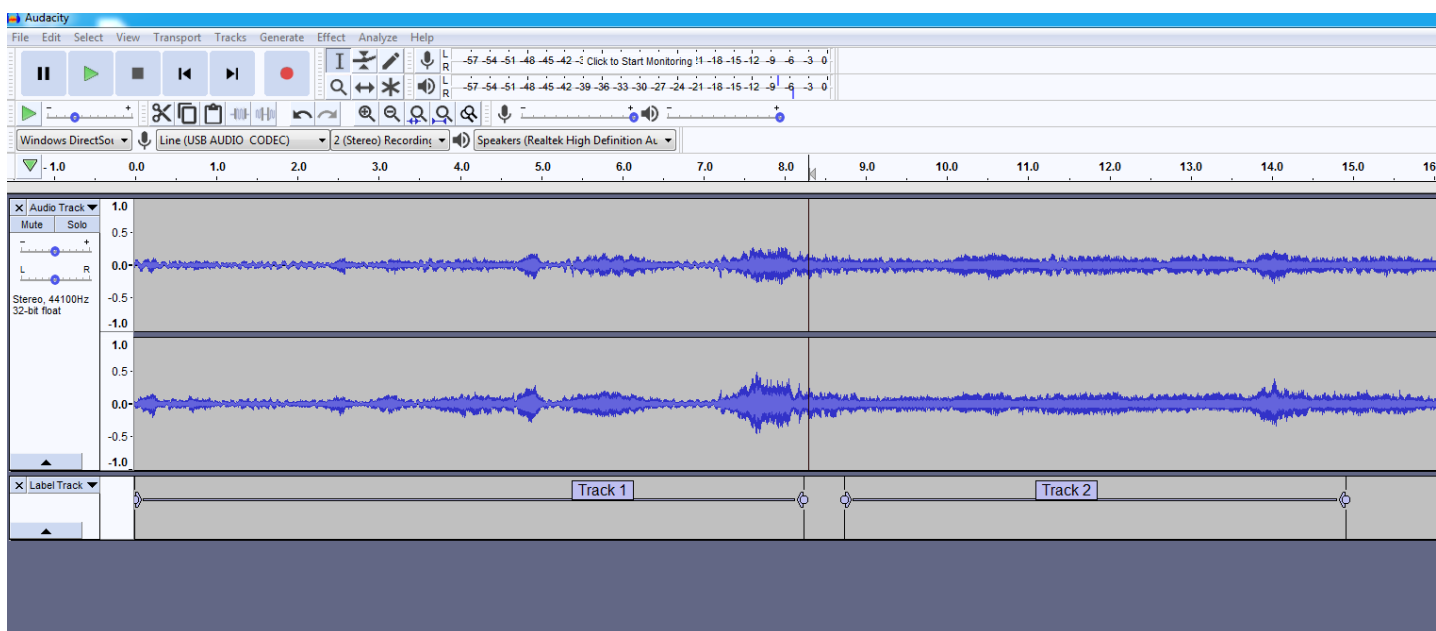 Audacity
File Edit Select View Transport Tracks Generate Effect Analyze Help
L R -57 -54 -51 -48 -45 -42 -3 Click to Start Monitoring !1 -18 -15 -12 -9 -6 -3 0
L R -57 -54 -51 -48 -45 -42 -39 -36 -33 -30 -27 -24 -21 -18 -15 -12 -9 -6 -3 0
- + - + - +
Windows DirectSou Line (USB AUDIO CODEC) 2 (Stereo) Recording Speakers (Realtek High Definition Au
-1.0 0.0 1.0 2.0 3.0 4.0 5.0 6.0 7.0 8.0 9.0 10.0 11.0 12.0 13.0 14.0 15.0 16
X Audio Track 1.0
Mute Solo
0.5
- +
L R 0.0
Stereo, 44100Hz -0.5
32-bit float
-1.0
1.0
0.5
0.0
-0.5
-1.0
X Label Track
Track 1 Track 2